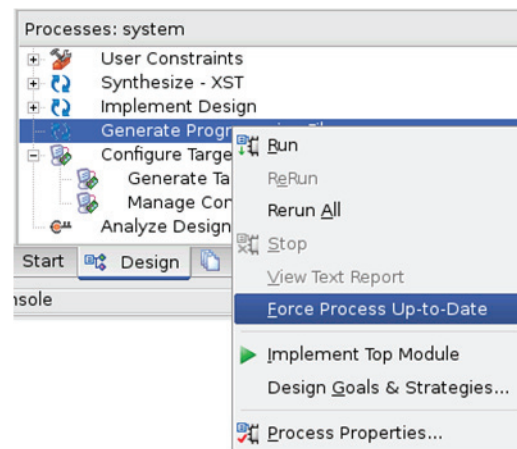 Processes: system
User Constraints
Synthesize - XST
Implement Design
Generate Prog
Configure Targe
Generate Ta
Manage Con
Analyze Design
Start
Design
nsole
Run
ReRun
Rerun All
Stop
View Text Report
Force Process Up-to-Date
Implement Top Module
Design Goals & Strategies...
Process Properties...